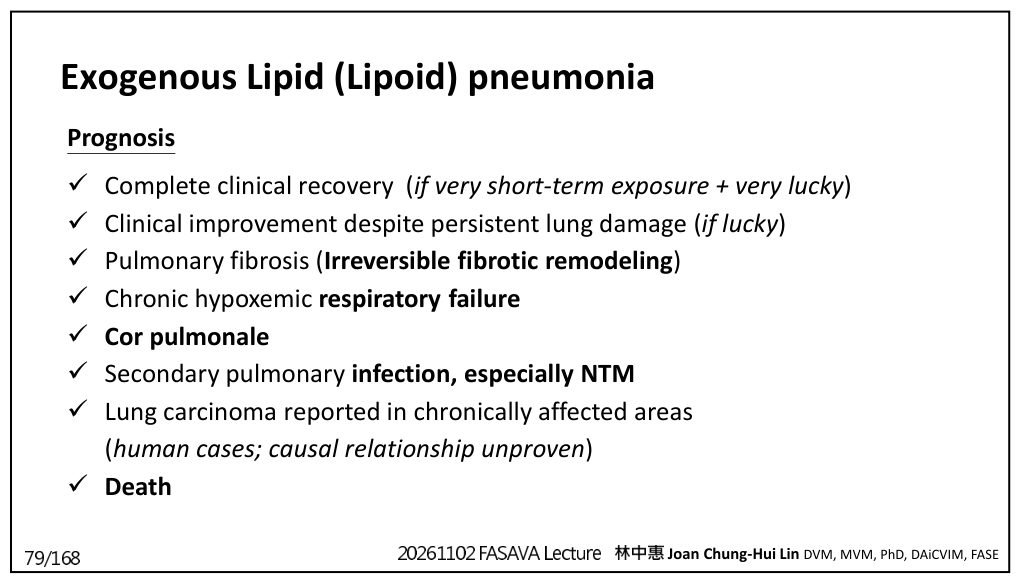 Exogenous Lipid (Lipoid) pneumonia
Prognosis
✓ Complete clinical recovery (if very short-term exposure + very lucky)
✓ Clinical improvement despite persistent lung damage (if lucky)
✓ Pulmonary fibrosis (Irreversible fibrotic remodeling)
✓ Chronic hypoxemic respiratory failure
✓ Cor pulmonale
✓ Secondary pulmonary infection, especially NTM
✓ Lung carcinoma reported in chronically affected areas
(human cases; causal relationship unproven)
✓ Death
79/168
20261102 FASAVA Lecture 林中惠 Joan Chung-Hui Lin DVM, MVM, PhD, DAiCVIM, FASE